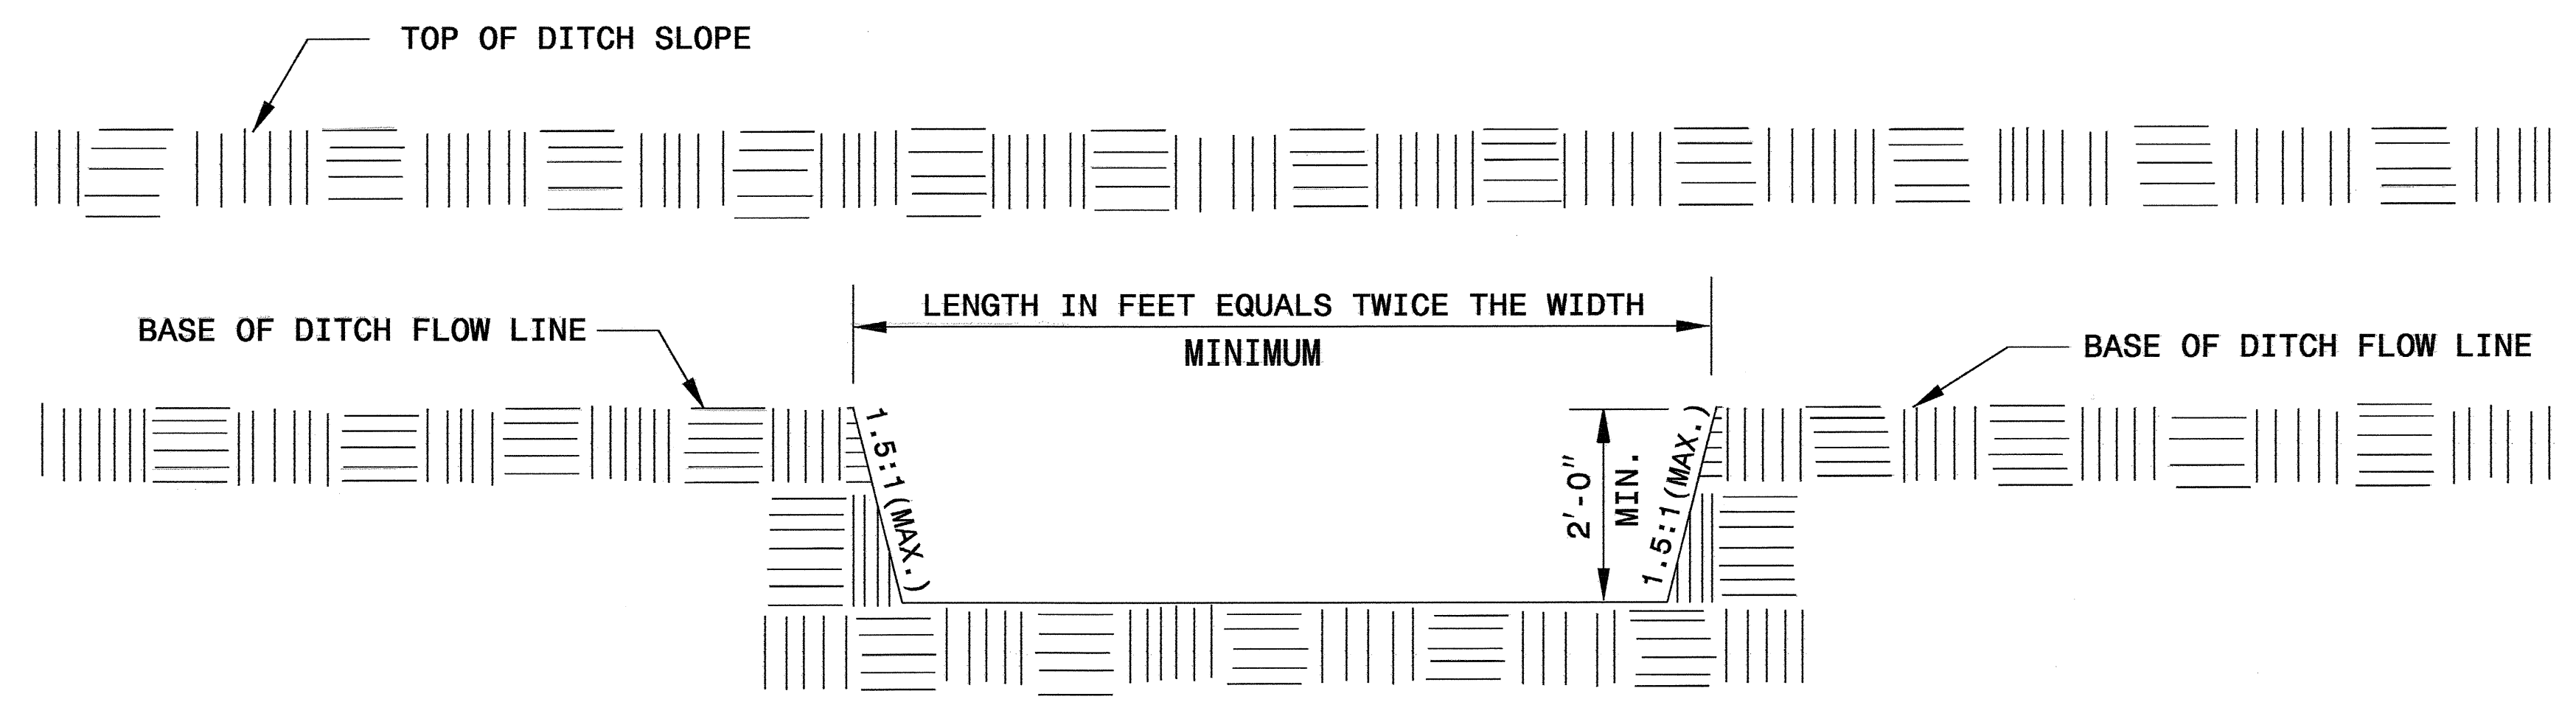 TOP OF DITCH SLOPE
LENGTH IN FEET EQUALS TWICE THE WIDTH
MINIMUM
BASE OF DITCH FLOW LINE
BASE OF DITCH FLOW LINE
1.5:1(MAX.)
2'-0"
MIN.
1.5:1(MAX.)